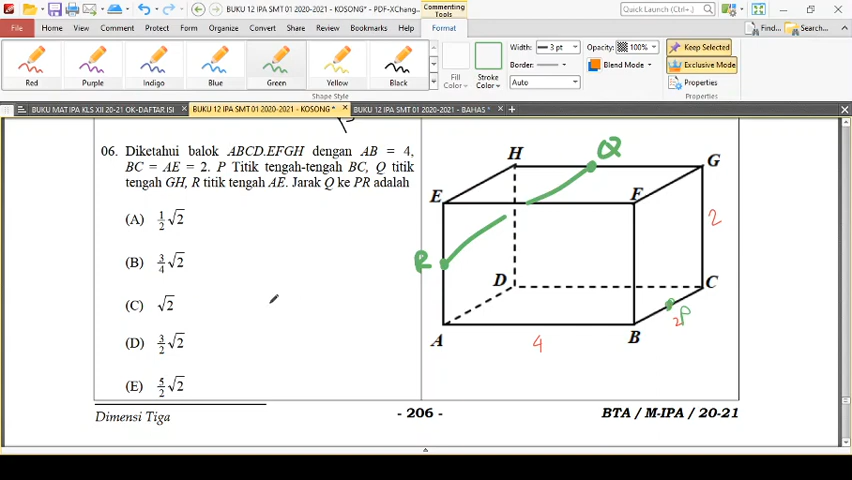 BUKU 12 IPA SMT 01 2020-2021 - KOSONG* - PDF-XChang
Commenting
Tools
Quick Launch (Ctrl+.)
File
Home
View
Comment
Protect
Form
Organize
Convert
Share
Review
Bookmarks
Help
Format
Find...
Search...
Red
Purple
Indigo
Blue
Green
Yellow
Black
Shape Style
Fill
Color
Stroke
Color
Width:
3 pt
Border:
Auto
Opacity:
100%
Blend Mode
Keep Selected
Exclusive Mode
Properties
Properties
BUKU MAT IPA KLS XII 20-21 OK-DAFTAR ISI
BUKU 12 IPA SMT 01 2020-2021 - KOSONG *
BUKU 12 IPA SMT 01 2020-2021 - BAHAS *
06. Diketahui balok ABCD.EFGH dengan AB = 4,
BC = AE = 2. P Titik tengah-tengah BC, Q titik
tengah GH, R titik tengah AE. Jarak Q ke PR adalah
(A) 1/2 √2
(B) 3/4 √2
(C) √2
(D) 3/2 √2
(E) 5/2 √2
H
Q
G
E
F
2
R
D
C
2P
A
4
B
Dimensi Tiga
- 206 -
BTA / M-IPA / 20-21